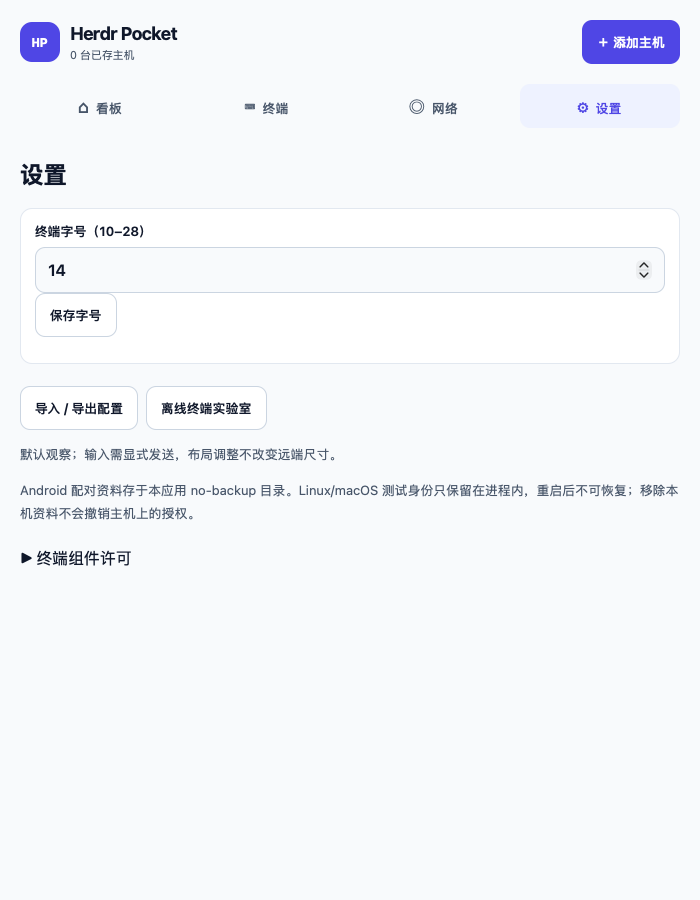 HP
Herdr Pocket
0 台已存主机
+ 添加主机
看板
终端
网络
设置
设置
终端字号（10–28）
14
保存字号
导入 / 导出配置
离线终端实验室
默认观察；输入需显式发送，布局调整不改变远端尺寸。
Android 配对资料存于本应用 no-backup 目录。Linux/macOS 测试身份只保留在进程内，重启后不可恢复；移除本
机资料不会撤销主机上的授权。
▶ 终端组件许可